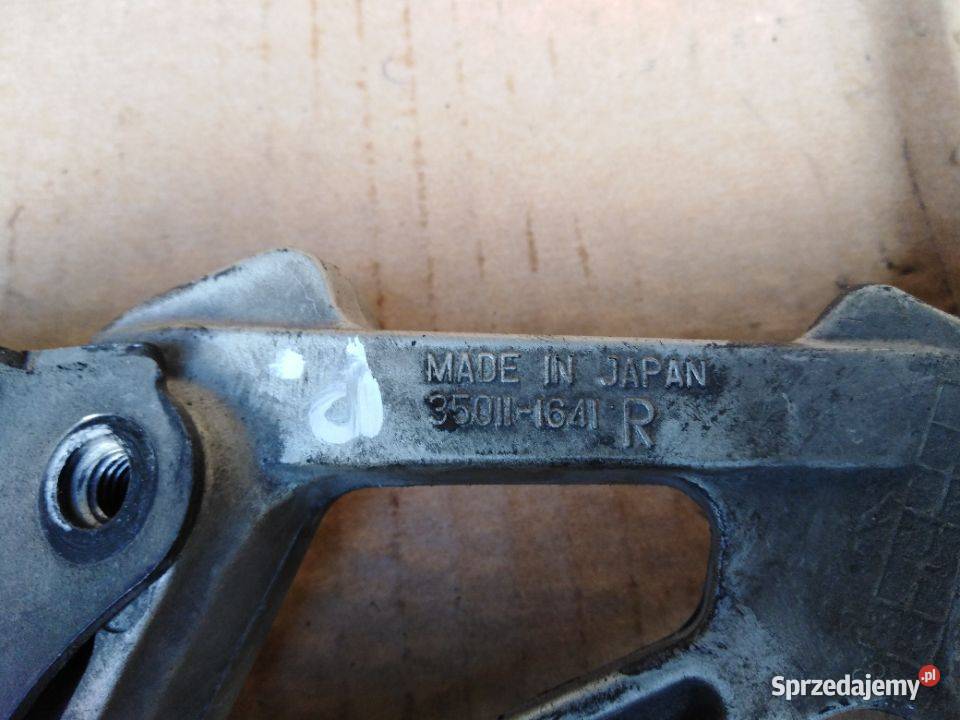 MADE IN JAPAN
35011-1641 R
d
Sprzedajemy.pl